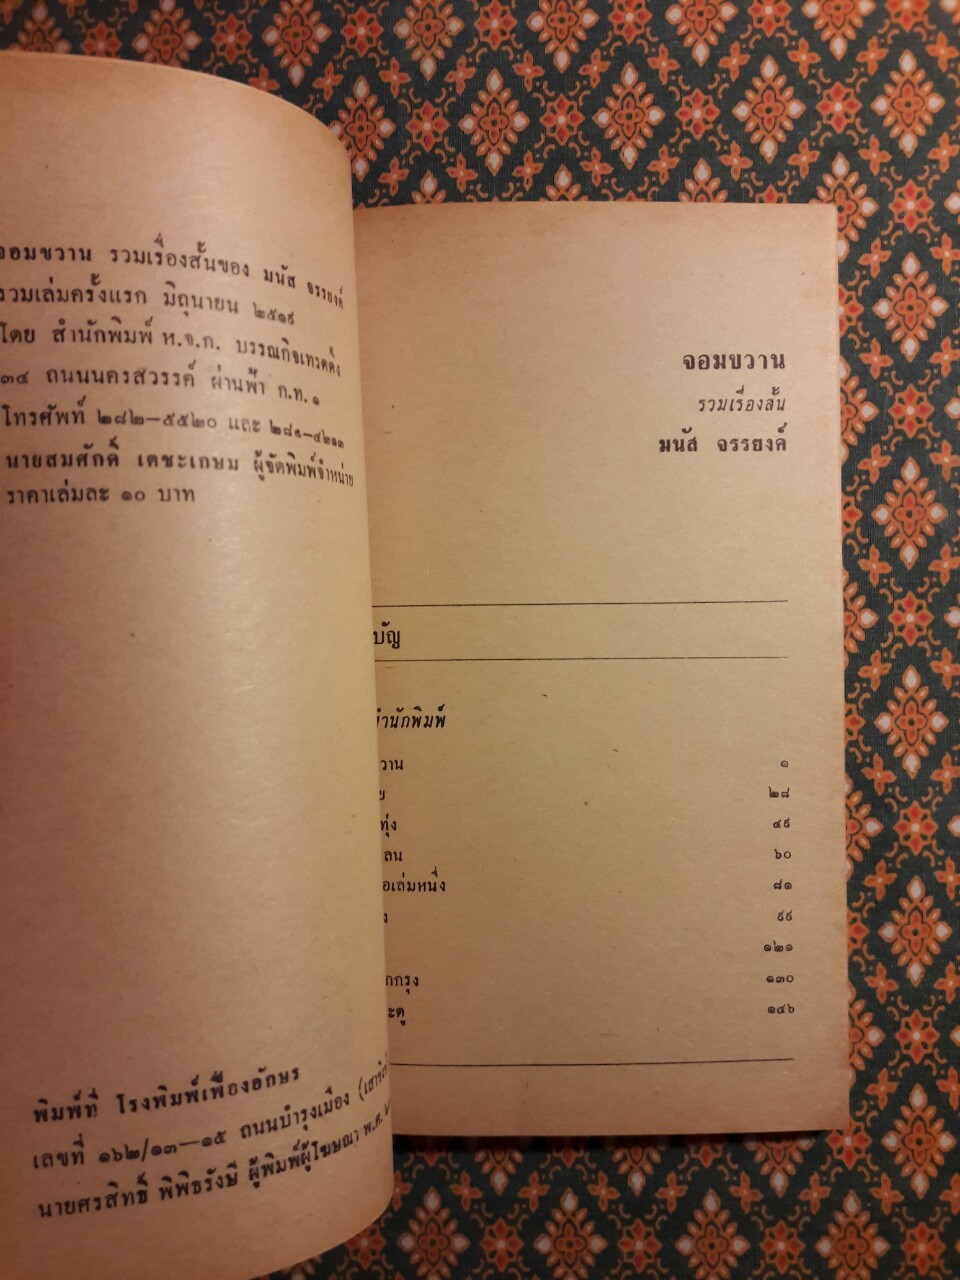 จอมขวาน รวมเรื่องสั้นของ มนัส จรรยงค์
รวมเล่มครั้งแรก มิถุนายน ๒๕๑๙
โดย สำนักพิมพ์ ห.จ.ก. บรรณกิจเทรดดิ้ง
๓๔ ถนนนครสวรรค์ ผ่านฟ้า ก.ท. ๑
โทรศัพท์ ๒๘๒—๕๕๒๐ และ ๒๘๑—๔๒๑๓
นายสมศักดิ์ เตชะเกษม ผู้จัดพิมพ์จำหน่าย
ราคาเล่มละ ๑๐ บาท
พิมพ์ที่ โรงพิมพ์เฟื่องอักษร
เลขที่ ๑๖๒/๑๓—๑๕ ถนนบำรุงเมือง
นายศรสิทธิ์ พิพิธรังษี ผู้พิมพ์ผู้โฆษณา พ.ศ.
จอมขวาน
รวมเรื่องสั้น
มนัส จรรยงค์
บัญ
สำนักพิมพ์
วาน ๑
ย ๒๘
ทุ่ง ๔๙
ลน ๖๐
อเล่มหนึ่ง ๘๑
ง ๙๙
๑๒๑
กกรุง ๑๓๐
ะตู ๑๔๖